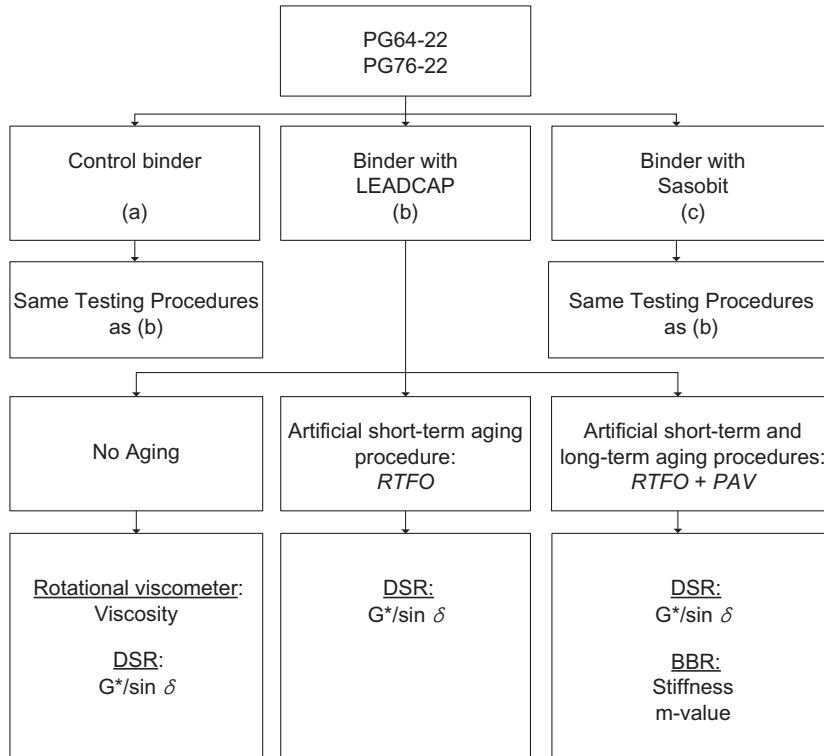 PG64-22
PG76-22
Control binder
(a)
Binder with
LEADCAP
(b)
Binder with
Sasobit
(c)
Same Testing Procedures
as (b)
Same Testing Procedures
as (b)
No Aging
Artificial short-term aging
procedure:
RTFO
Artificial short-term and
long-term aging procedures:
RTFO + PAV
Rotational viscometer:
Viscosity
DSR:
G*/sin δ
DSR:
G*/sin δ
DSR:
G*/sin δ
BBR:
Stiffness
m-value